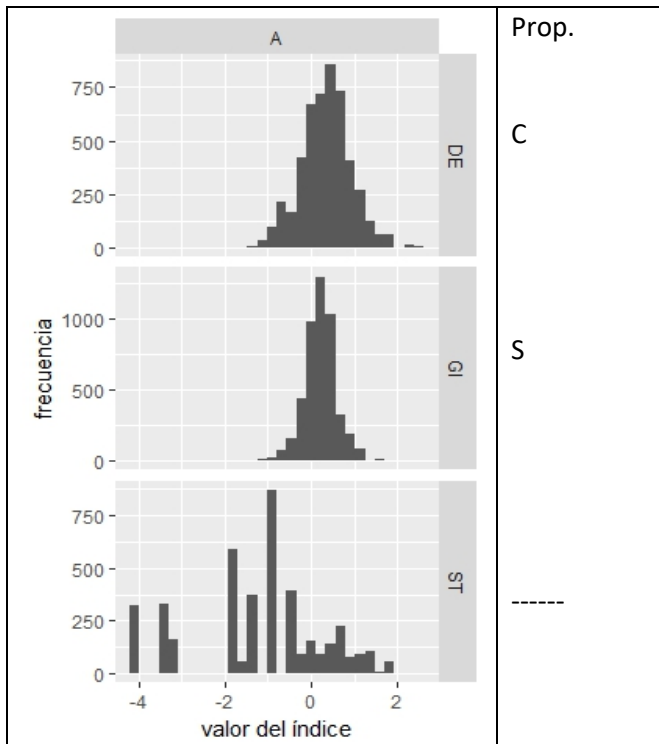 A
Prop.
750
500
250
0
DE
C
frecuencia
1000
500
0
GI
S
750
500
250
0
ST
------
-4
-2
0
2
valor del índice